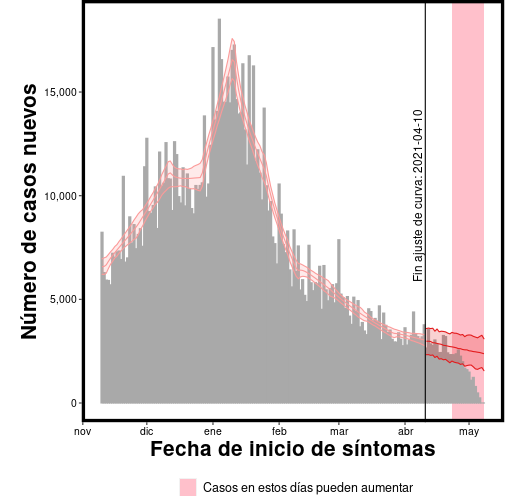 Número de casos nuevos
15,000
10,000
5,000
0
Fin ajuste de curva: 2021-04-10
nov dic ene feb mar abr may
Fecha de inicio de síntomas
Casos en estos días pueden aumentar